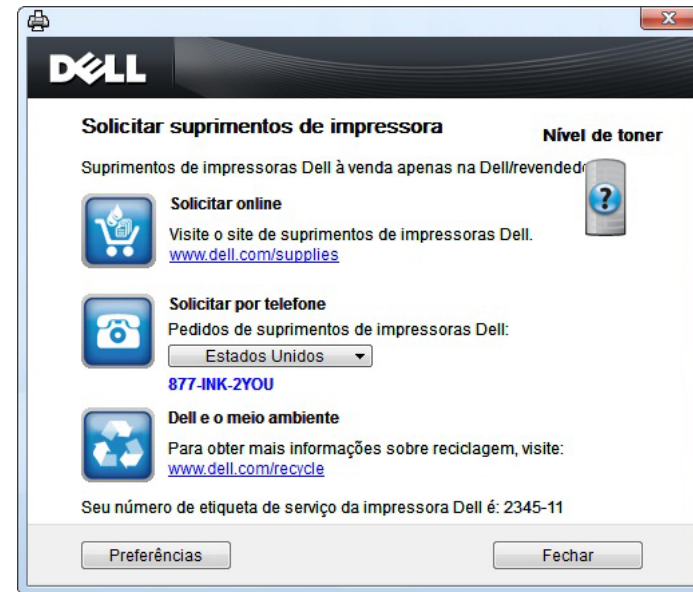 DELL
Solicitar suprimentos de impressora
Nível de toner
Suprimentos de impressoras Dell à venda apenas na Dell/revendedo
?
Solicitar online
Visite o site de suprimentos de impressoras Dell.
www.dell.com/supplies
Solicitar por telefone
Pedidos de suprimentos de impressoras Dell:
Estados Unidos
877-INK-2YOU
Dell e o meio ambiente
Para obter mais informações sobre reciclagem, visite:
www.dell.com/recycle
Seu número de etiqueta de serviço da impressora Dell é: 2345-11
Preferências
Fechar